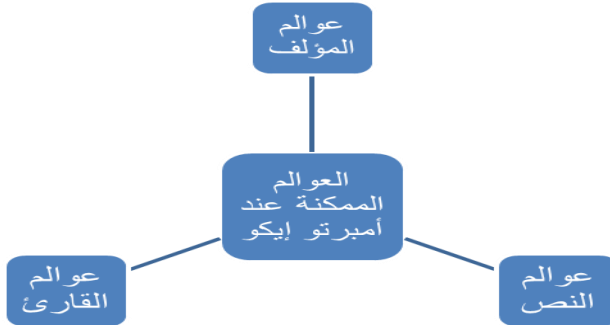 عوالم
المؤلف
العوالم
الممكنة عند
أمبرتو إيكو
عوالم
النص
عوالم
القارئ